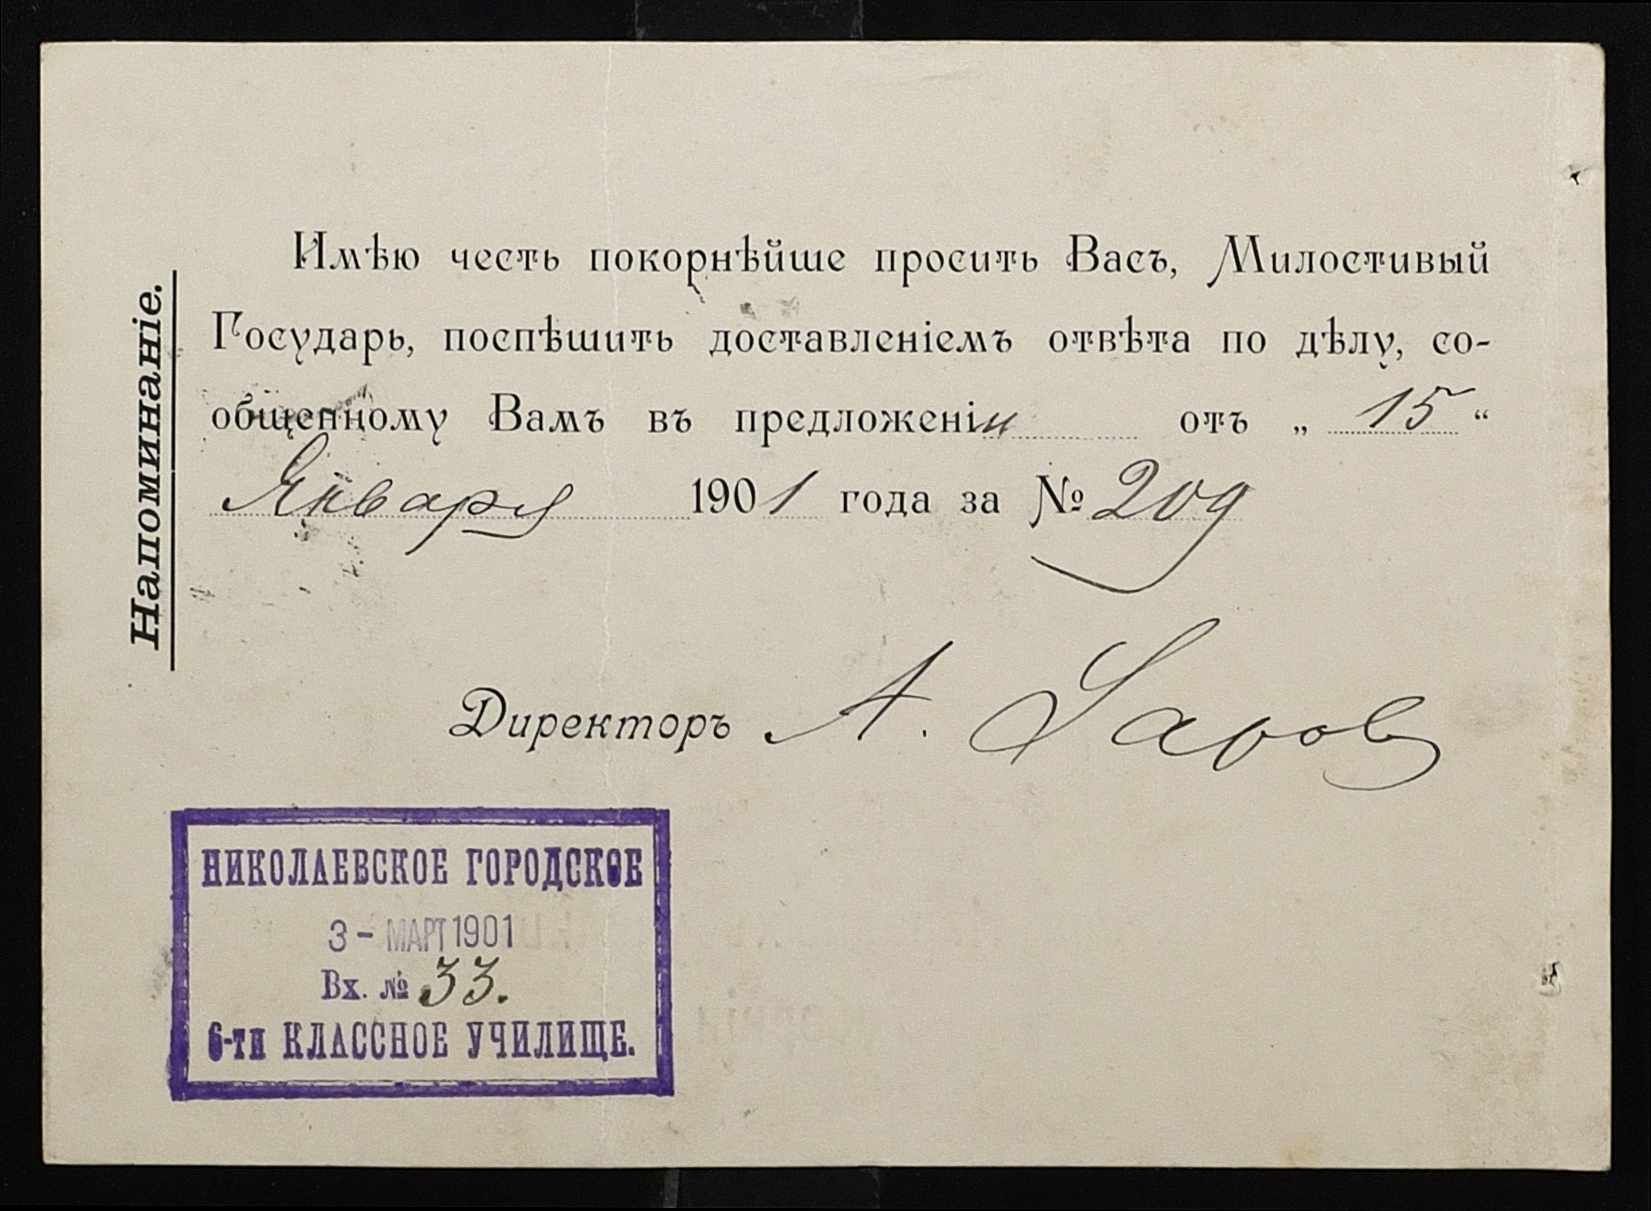 Напоминаніе.
Имѣю честь покорнѣйше просить Васъ, Милостивый
Государь, поспѣшить доставленіемъ отвѣта по дѣлу, со-
общенному Вамъ въ предложеніи отъ „ 15 “
Января 1901 года за № 209
Директоръ А.
НИКОЛАЕВСКОЕ ГОРОДСКОЕ
3 - МАРТ 1901
Вх. № 33.
6-ти КЛАССНОЕ УЧИЛИЩЕ.